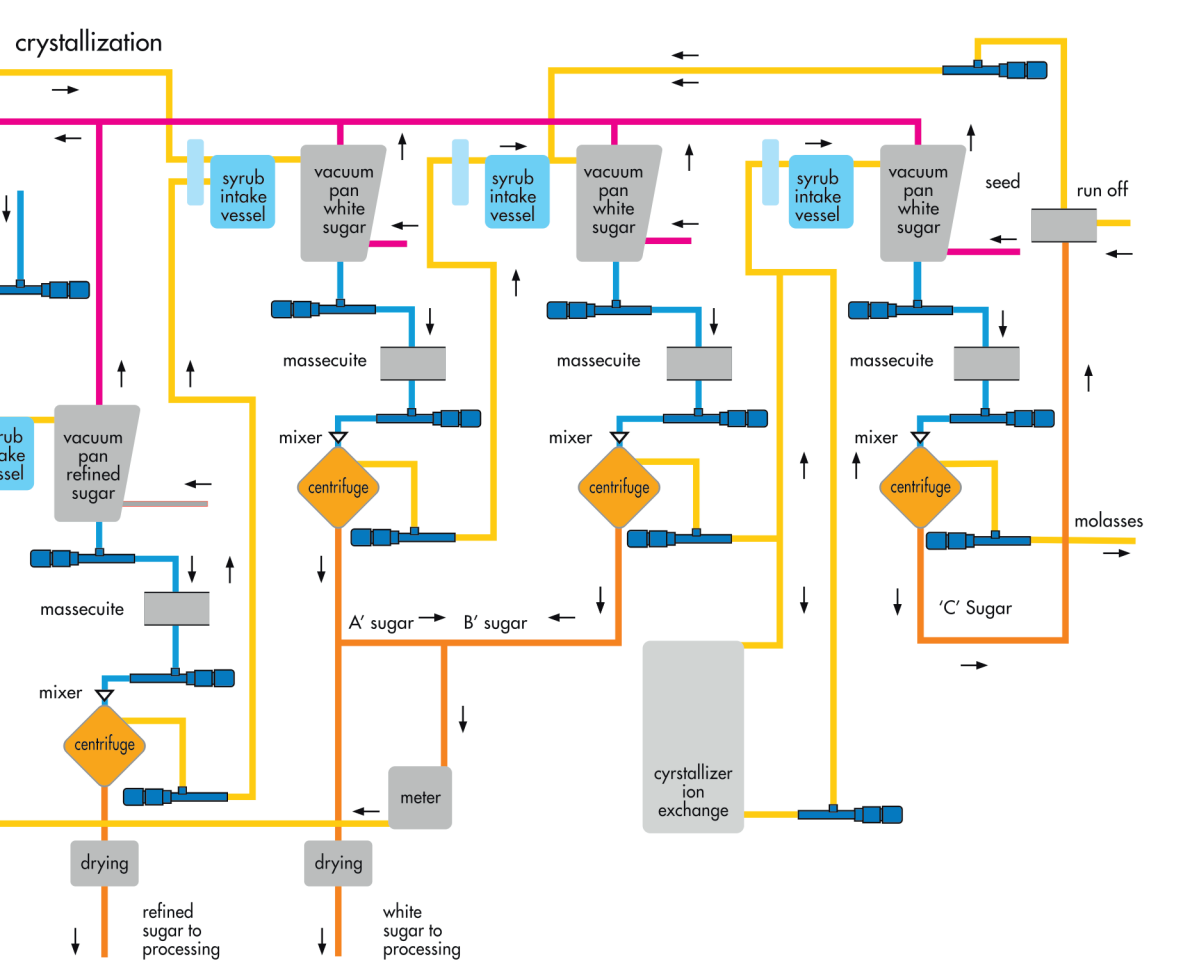 crystallization
syrub
intake
vessel
vacuum
pan
white
sugar
syrub
intake
vessel
vacuum
pan
white
sugar
syrub
intake
vessel
vacuum
pan
white
sugar
seed
run off
massecuite
massecuite
massecuite
mixer
mixer
mixer
centrifuge
centrifuge
centrifuge
rub
ake
ssel
vacuum
pan
refined
sugar
molasses
massecuite
A’ sugar
B’ sugar
‘C’ Sugar
mixer
centrifuge
meter
cyrstallizer
ion
exchange
drying
drying
refined
sugar to
processing
white
sugar to
processing